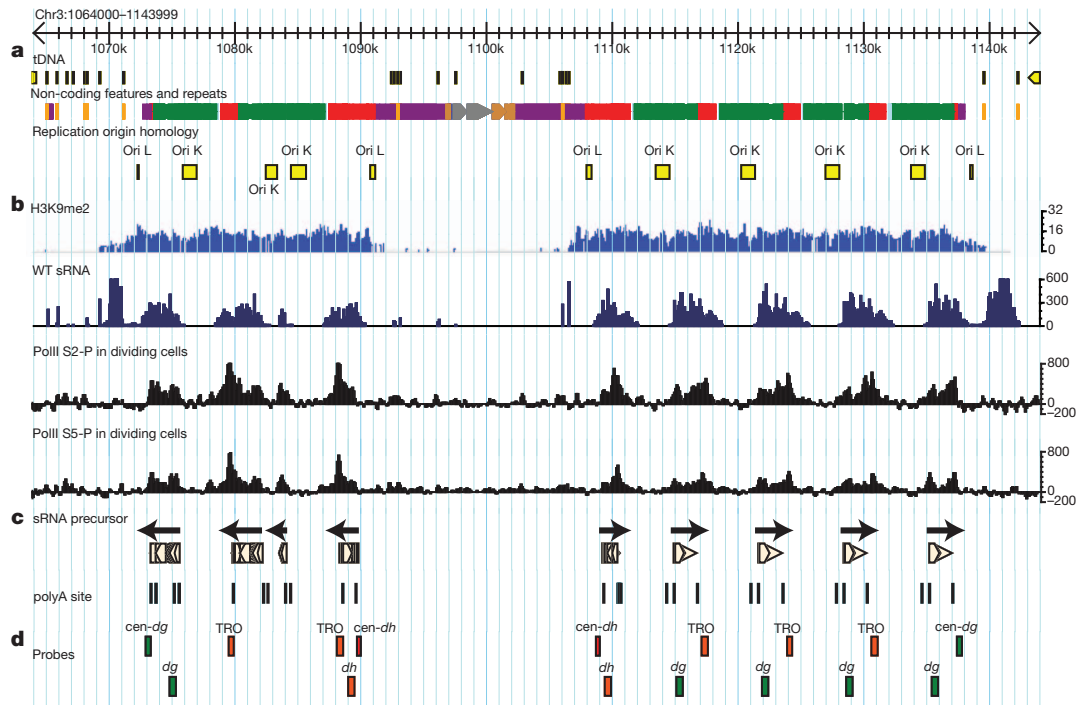 Chr3:1064000–1143999
1070k 1080k 1090k 1100k 1110k 1120k 1130k 1140k
a
tDNA
Non-coding features and repeats
Replication origin homology
Ori L Ori K Ori K Ori L Ori L Ori K Ori K Ori K Ori K Ori L
Ori K
b
H3K9me2
32
16
0
WT sRNA
600
300
0
PolII S2-P in dividing cells
800
0
–200
PolII S5-P in dividing cells
800
0
–200
c
sRNA precursor
polyA site
d
cen-dg TRO TRO cen-dh cen-dh TRO TRO TRO cen-dg
Probes
dg dh dh dg dg dg dg